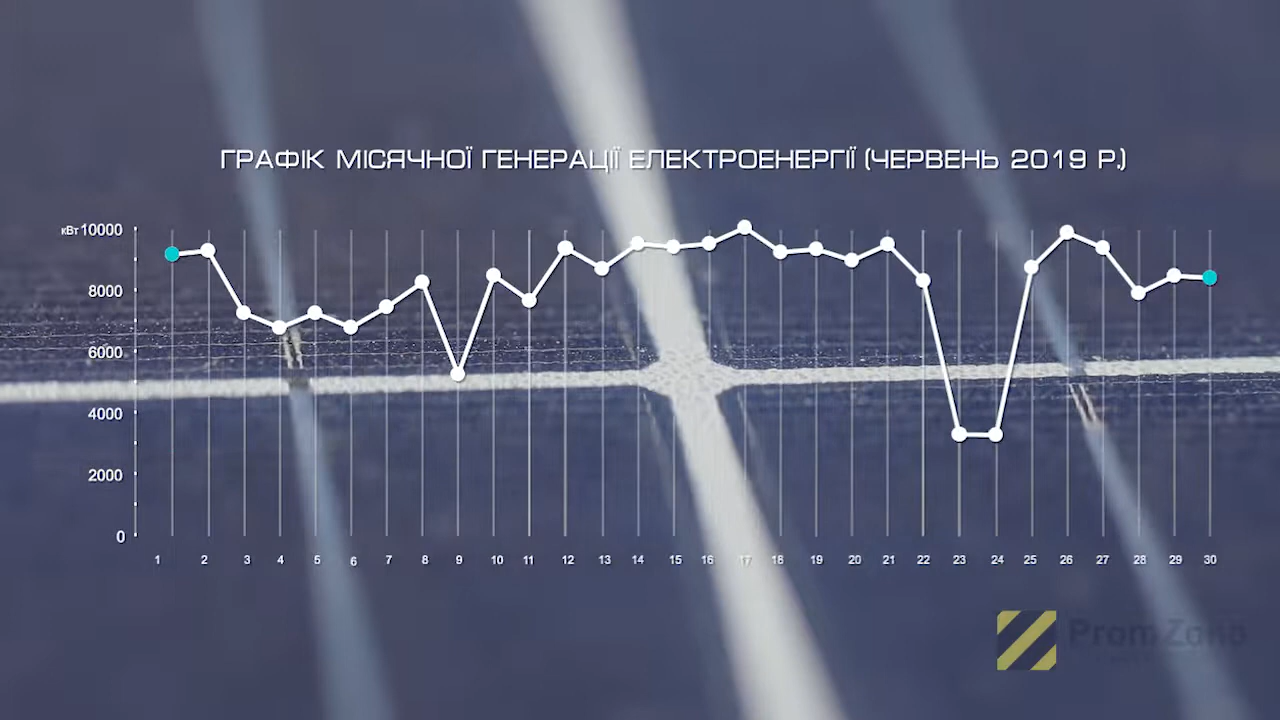 ГРАФІК МІСЯЧНОЇ ГЕНЕРАЦІЇ ЕЛЕКТРОЕНЕРГІЇ (ЧЕРВЕНЬ 2019 Р.)
кВт 10000
8000
6000
4000
2000
0
1 2 3 4 5 6 7 8 9 10 11 12 13 14 15 16 17 18 19 20 21 22 23 24 25 26 27 28 29 30
PromZona